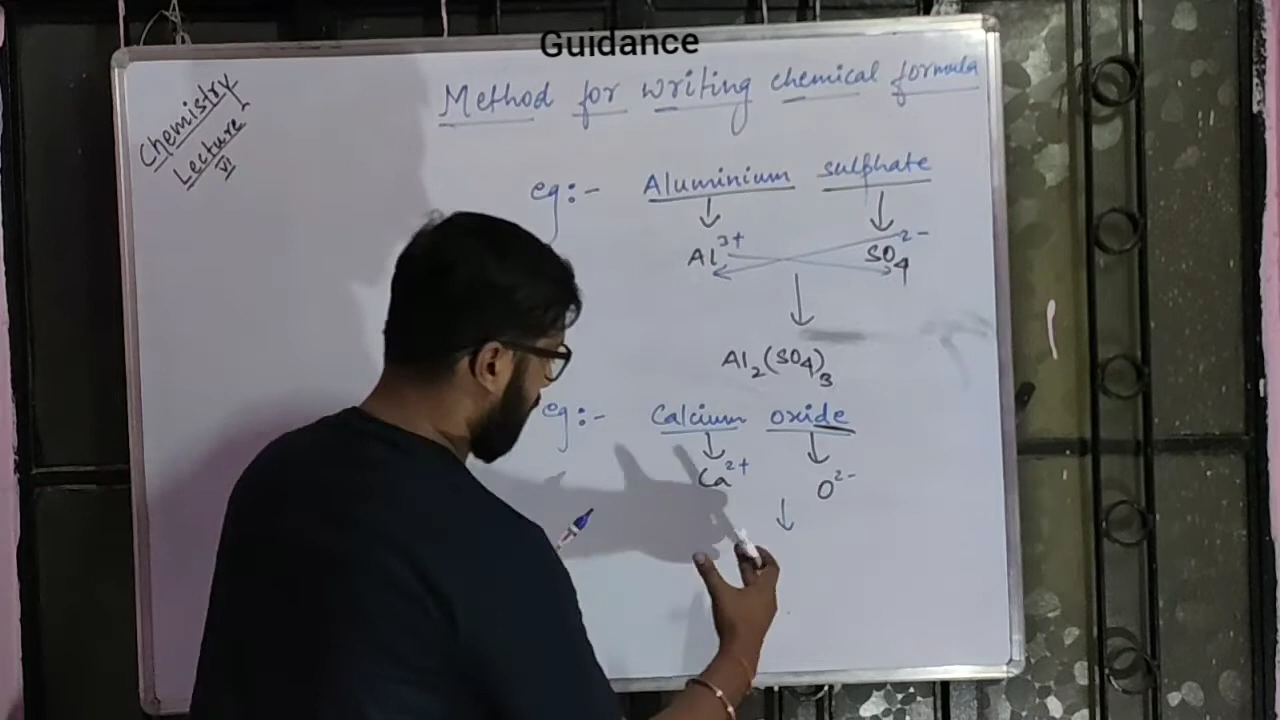 Guidance
Chemistry
Lecture
VI
Method for writing chemical formula
eg:- Aluminium sulphate
Al³⁺ SO₄²⁻
Al₂(SO₄)₃
eg:- Calcium oxide
Ca²⁺ O²⁻